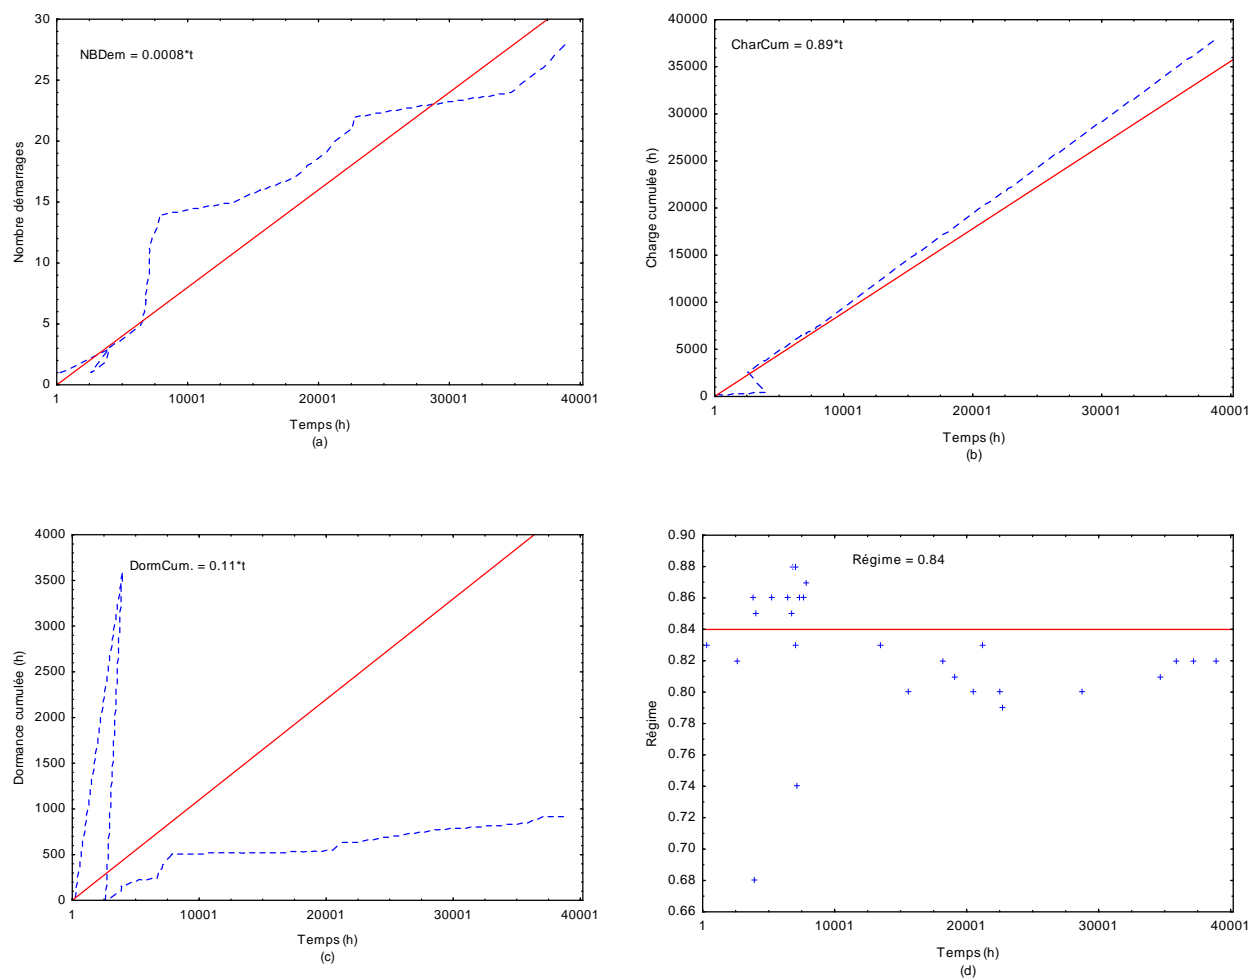 NBDem = 0.0008*t
Nombre démarrages
30
25
20
15
10
5
0
1 10001 20001 30001 40001
Temps (h)
(a)
CharCum = 0.89*t
Charge cumulée (h)
40000
35000
30000
25000
20000
15000
10000
5000
0
1 10001 20001 30001 40001
Temps (h)
(b)
DormCum. = 0.11*t
Dormance cumulée (h)
4000
3500
3000
2500
2000
1500
1000
500
0
1 10001 20001 30001 40001
Temps (h)
(c)
Régime = 0.84
Régime
0.90
0.88
0.86
0.84
0.82
0.80
0.78
0.76
0.74
0.72
0.70
0.68
0.66
1 10001 20001 30001 40001
Temps (h)
(d)